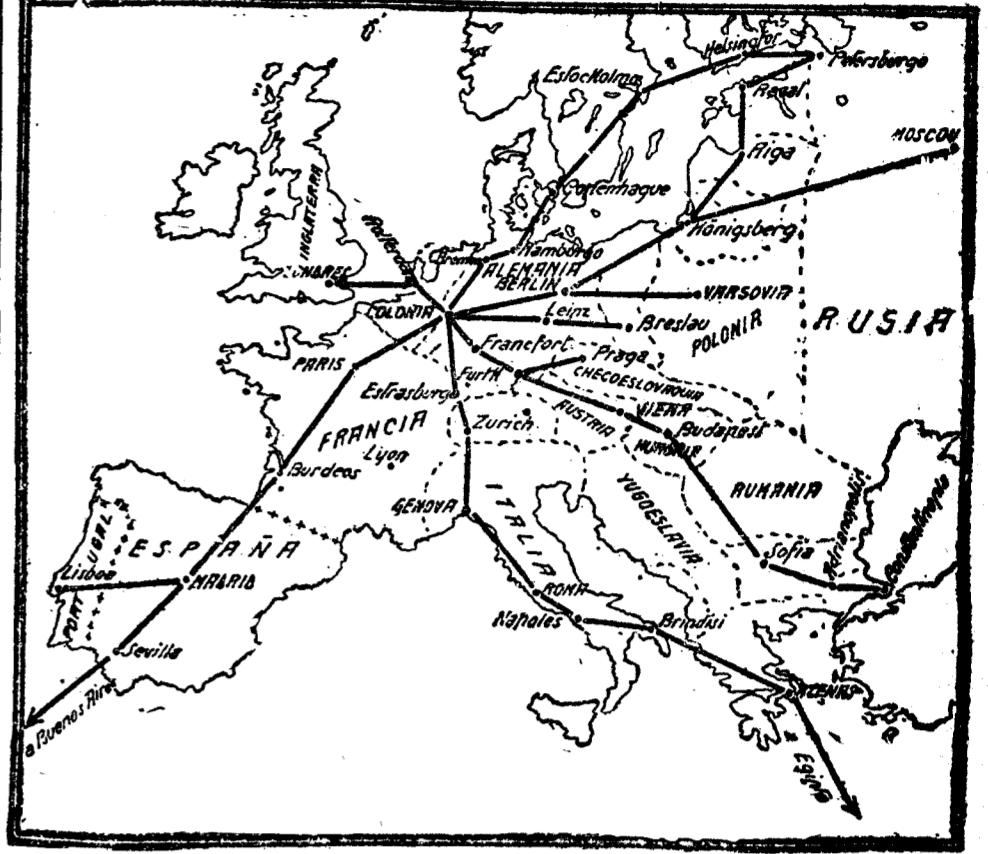 Helsingfor
Petersburgo
Estockolmo
Reval
MOSCOU
Riga
Copenhague
INGLATERRA
Rotterdam
Königsberg
Hamburgo
Bremen
ALEMANIA
LONDRES
BERLIN
VARSOVIA
COLONIA
Leipz
Breslau
POLONIA
RUSIA
PARIS
Francfort
Praga
Furth
CHECOESLOVAQUIA
Estrasburgo
AUSTRIA
VIENA
FRANCIA
Zurich
Budapest
HUNGRIA
Lyon
Burdeos
YUGOESLAVIA
RUMANIA
GENOVA
ITALIA
Adrianopolis
Constantinopla
ESPAÑA
PORTUGAL
Sofia
Lisboa
MADRID
ROMA
Napoles
Brindisi
Sevilla
ATENAS
a Buenos Aires
a Egipto